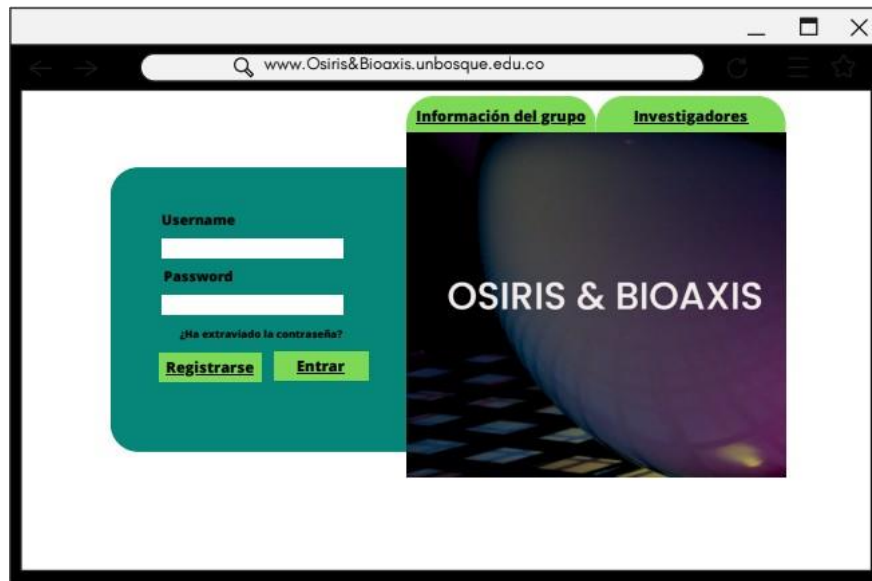 www.Osiris&Bioaxis.unbosque.edu.co
Información del grupo
Investigadores
Username
Password
¿Ha extraviado la contraseña?
Registrarse
Entrar
OSIRIS & BIOAXIS